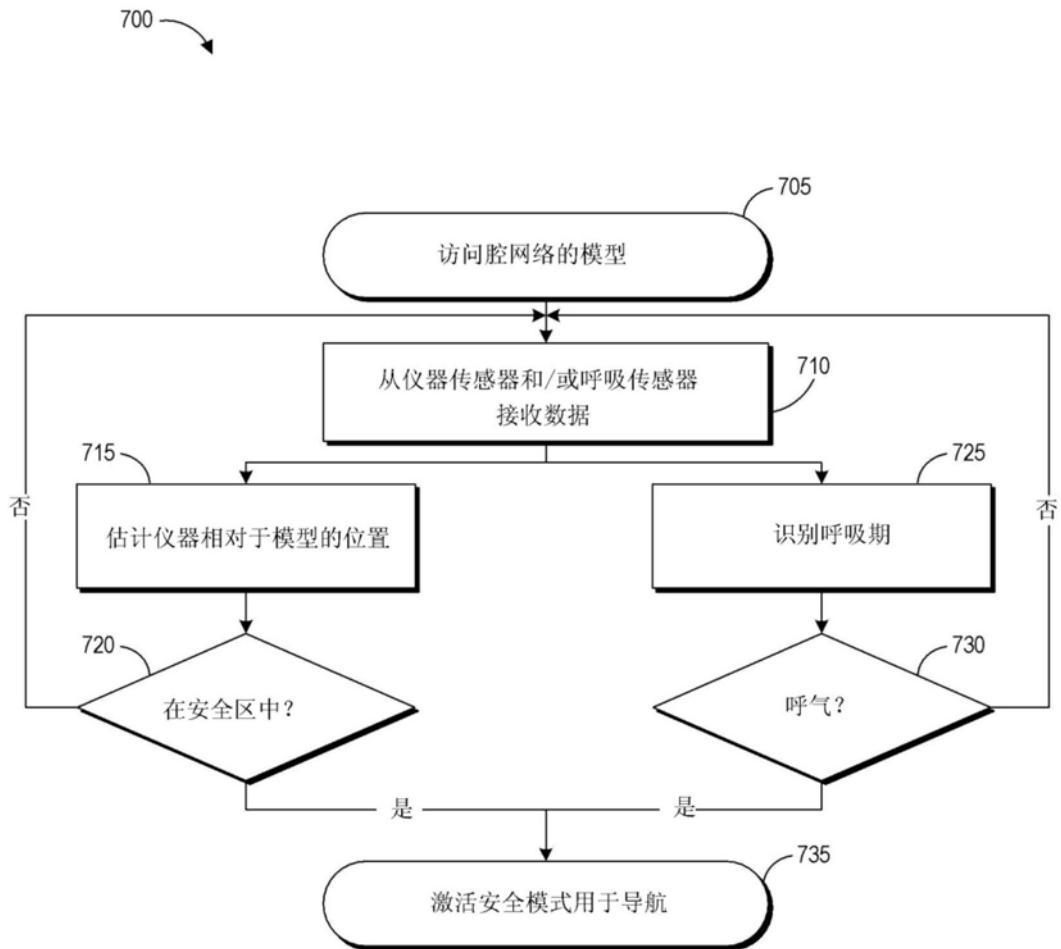 700
705
访问腔网络的模型
从仪器传感器和/或呼吸传感器
接收数据
710
715
725
否
估计仪器相对于模型的位置
识别呼吸期
否
720
730
在安全区中？
呼气？
是
是
735
激活安全模式用于导航